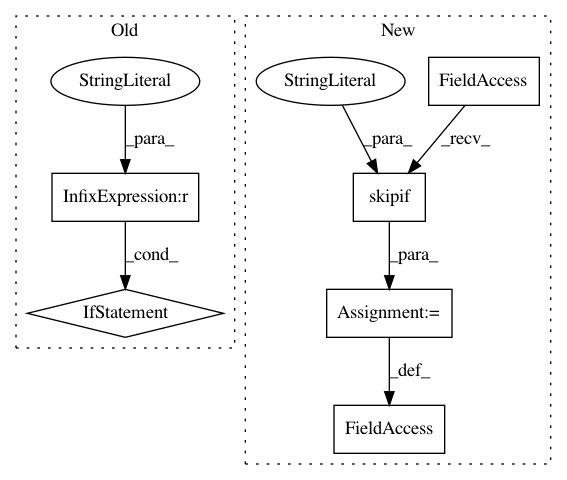 Old
New
StringLiteral
StringLiteral
FieldAccess
_para_
_para_
_recv_
InfixExpression:r
skipif
_cond_
_para_
IfStatement
Assignment:=
_def_
FieldAccess